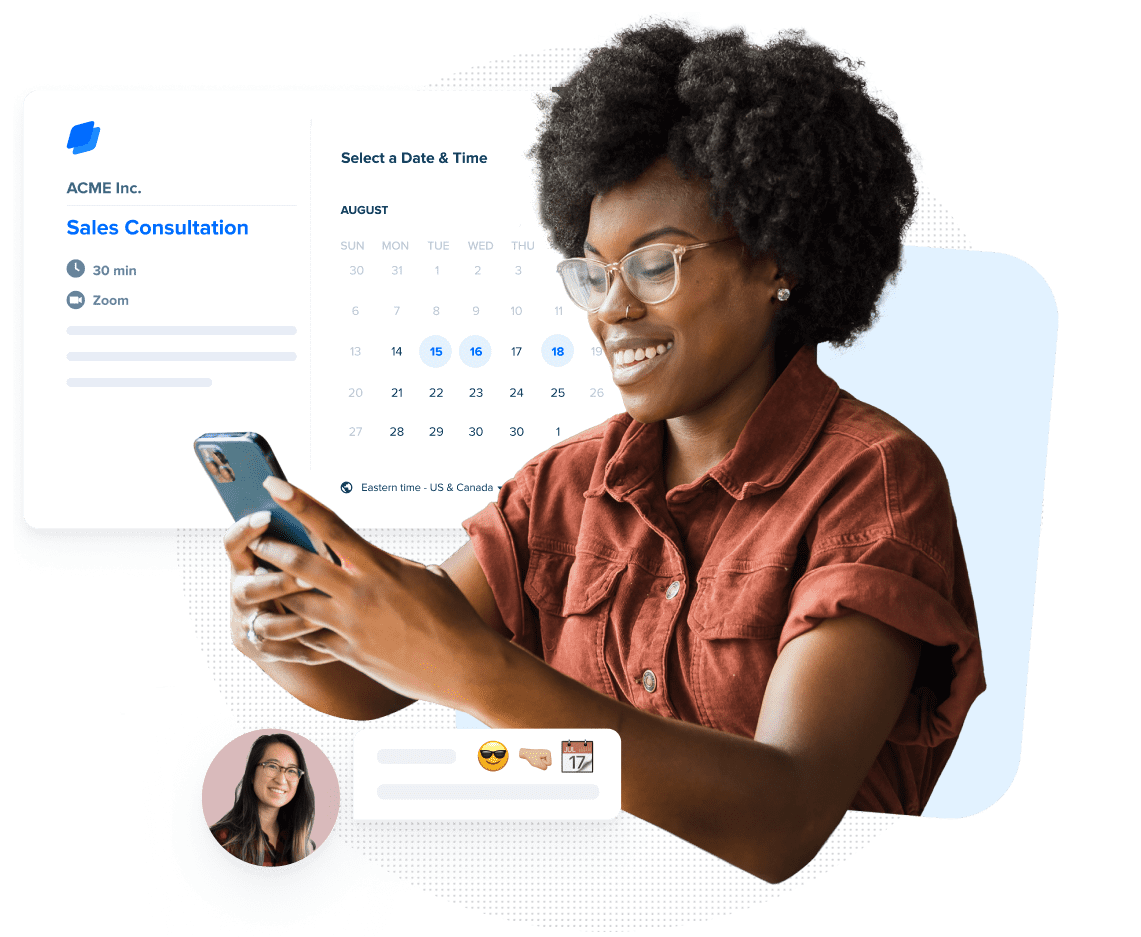 ACME Inc.
Sales Consultation
30 min
Zoom
Select a Date & Time
AUGUST
SUN MON TUE WED THU
30 31 1 2 3
6 7 8 9 10 11
13 14 15 16 17 18 19
20 21 22 23 24 25 26
27 28 29 30 30 1
Eastern time - US & Canada
JUL
17